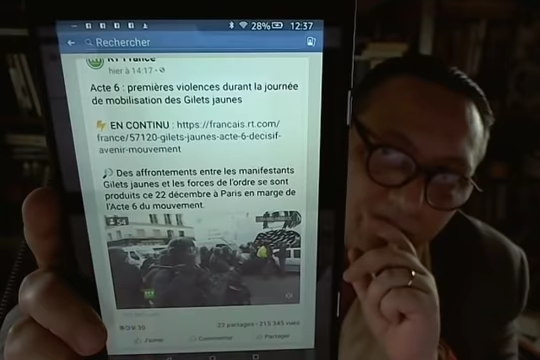 28% 12:37
Rechercher
RT France
hier à 14:17
Acte 6 : premières violences durant la journée
de mobilisation des Gilets jaunes
EN CONTINU : https://francais.rt.com/
france/57120-gilets-jaunes-acte-6-decisif-
avenir-mouvement
Des affrontements entre les manifestants
Gilets jaunes et les forces de l'ordre se sont
produits ce 22 décembre à Paris en marge de
l'Acte 6 du mouvement.
22 partages · 215 345 vues
J'aime Commenter Partager